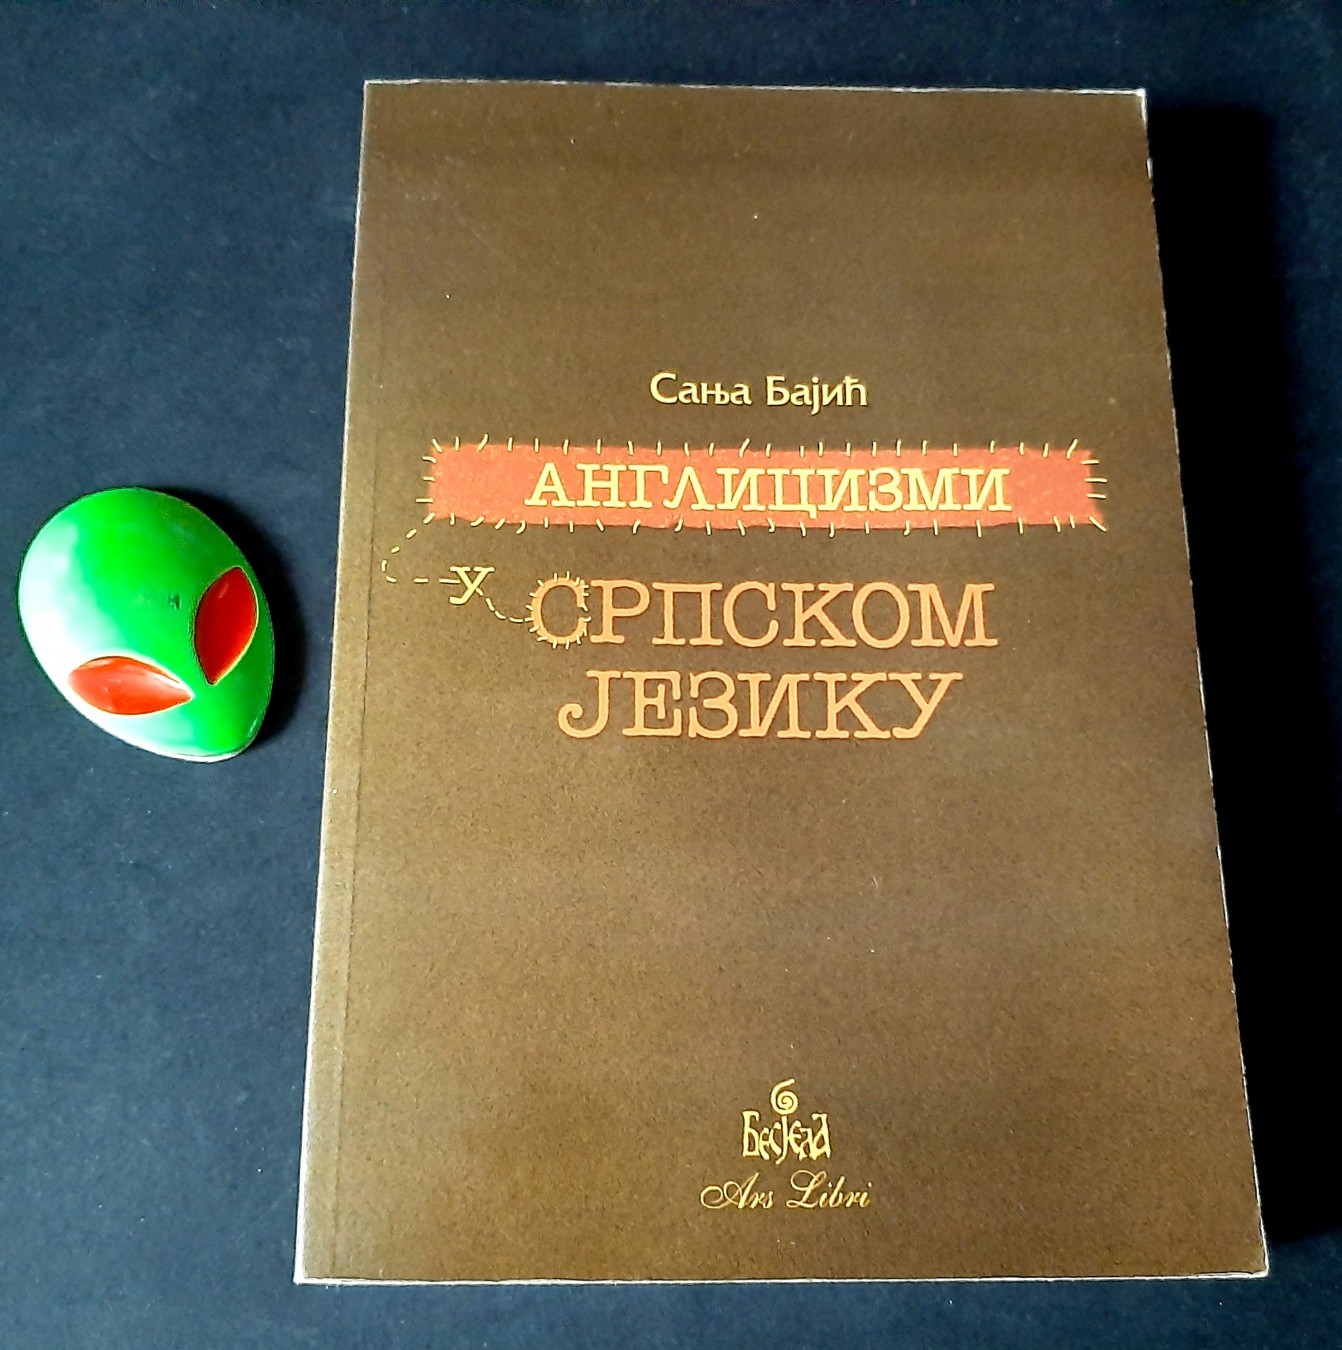 Сања Бајић
АНГЛИЦИЗМИ
у СРПСКОМ
ЈЕЗИКУ
Бесједа
Ars Libri